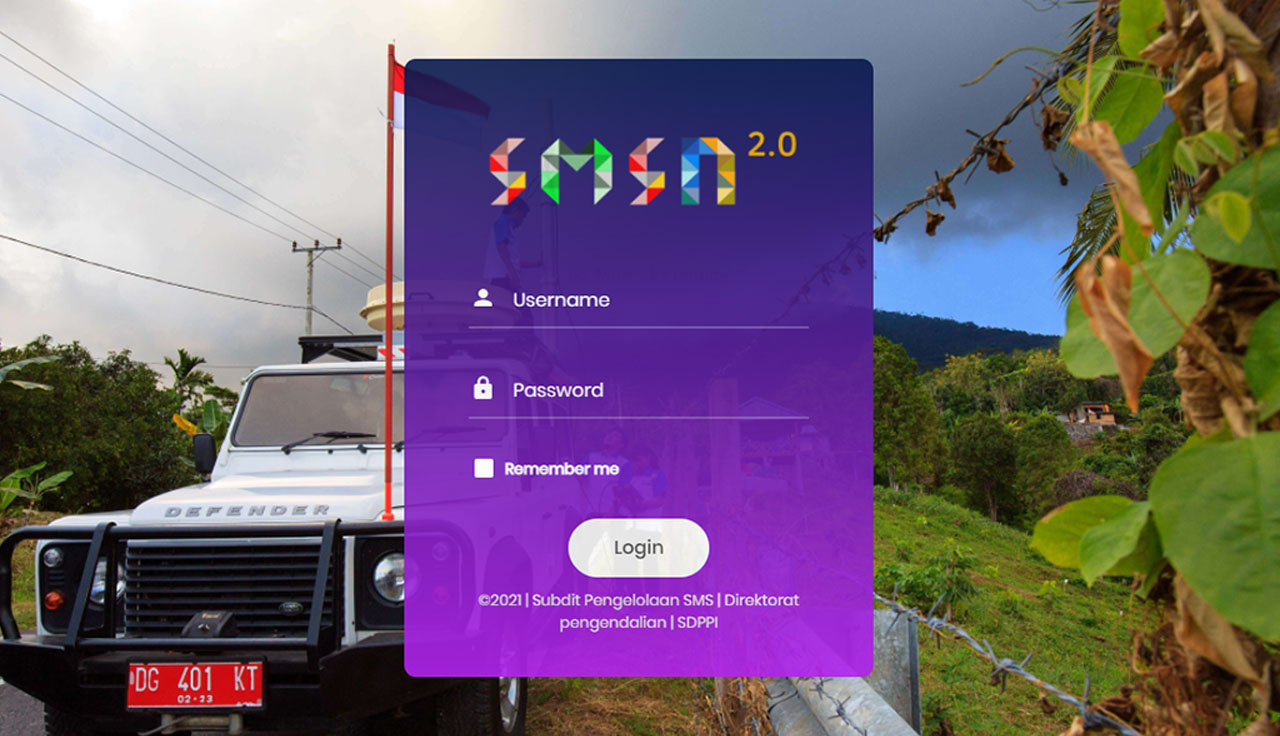 SMSN 2.0
Username
Password
Remember me
Login
©2021 | Subdit Pengelolaan SMS | Direktorat
pengendalian | SDPPI
DEFENDER
DG 401 KT
02·23